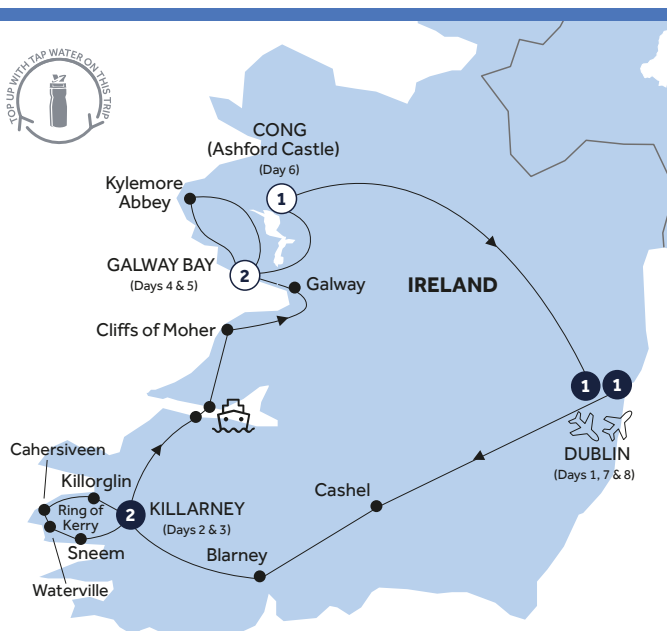 TOP UP WITH TAP WATER ON THIS TRIP
CONG
(Ashford Castle)
(Day 6)
1
Kylemore
Abbey
GALWAY BAY
(Days 4 & 5)
2
Galway
IRELAND
Cliffs of Moher
1
1
DUBLIN
(Days 1, 7 & 8)
Cahersiveen
Killorglin
Ring of
Kerry
2
KILLARNEY
(Days 2 & 3)
Cashel
Sneem
Blarney
Waterville